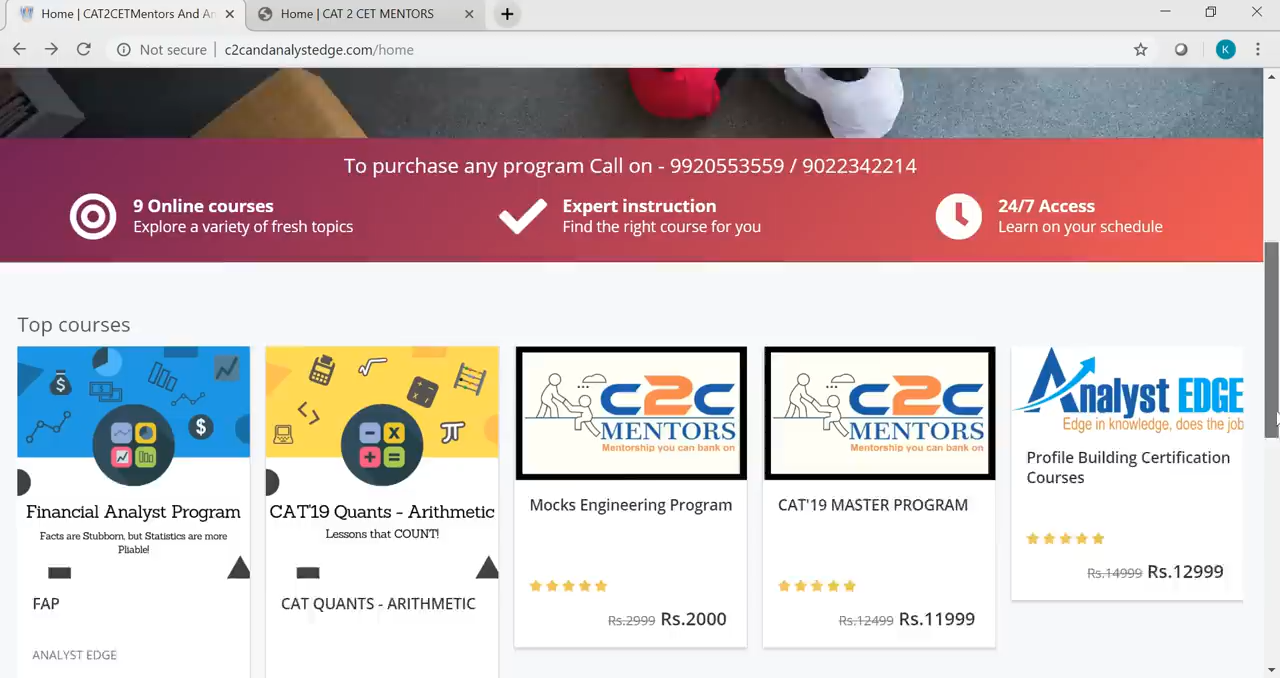 Home | CAT2CETMentors And An
Home | CAT 2 CET MENTORS
Not secure | c2candanalystedge.com/home
K
To purchase any program Call on - 9920553559 / 9022342214
9 Online courses
Explore a variety of fresh topics
Expert instruction
Find the right course for you
24/7 Access
Learn on your schedule
Top courses
Financial Analyst Program
Facts are Stubborn, but Statistics are more
Pliable!
FAP
ANALYST EDGE
CAT'19 Quants - Arithmetic
Lessons that COUNT!
CAT QUANTS - ARITHMETIC
c2c
MENTORS
Mentorship you can bank on
Mocks Engineering Program
Rs.2999 Rs.2000
c2c
MENTORS
Mentorship you can bank on
CAT'19 MASTER PROGRAM
Rs.12499 Rs.11999
Analyst EDGE
Edge in knowledge, does the job
Profile Building Certification
Courses
Rs.14999 Rs.12999